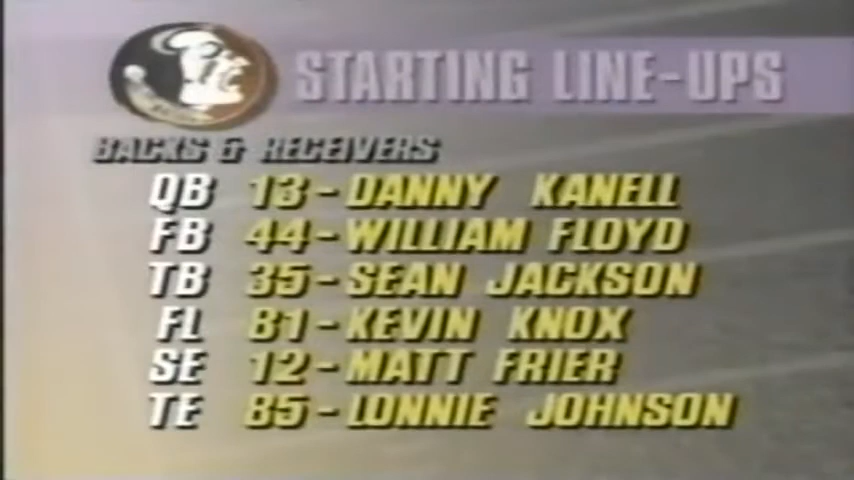 STARTING LINE-UPS
BACKS & RECEIVERS
QB 13-DANNY KANELL
FB 44-WILLIAM FLOYD
TB 35-SEAN JACKSON
FL 81-KEVIN KNOX
SE 12-MATT FRIER
TE 85-LONNIE JOHNSON